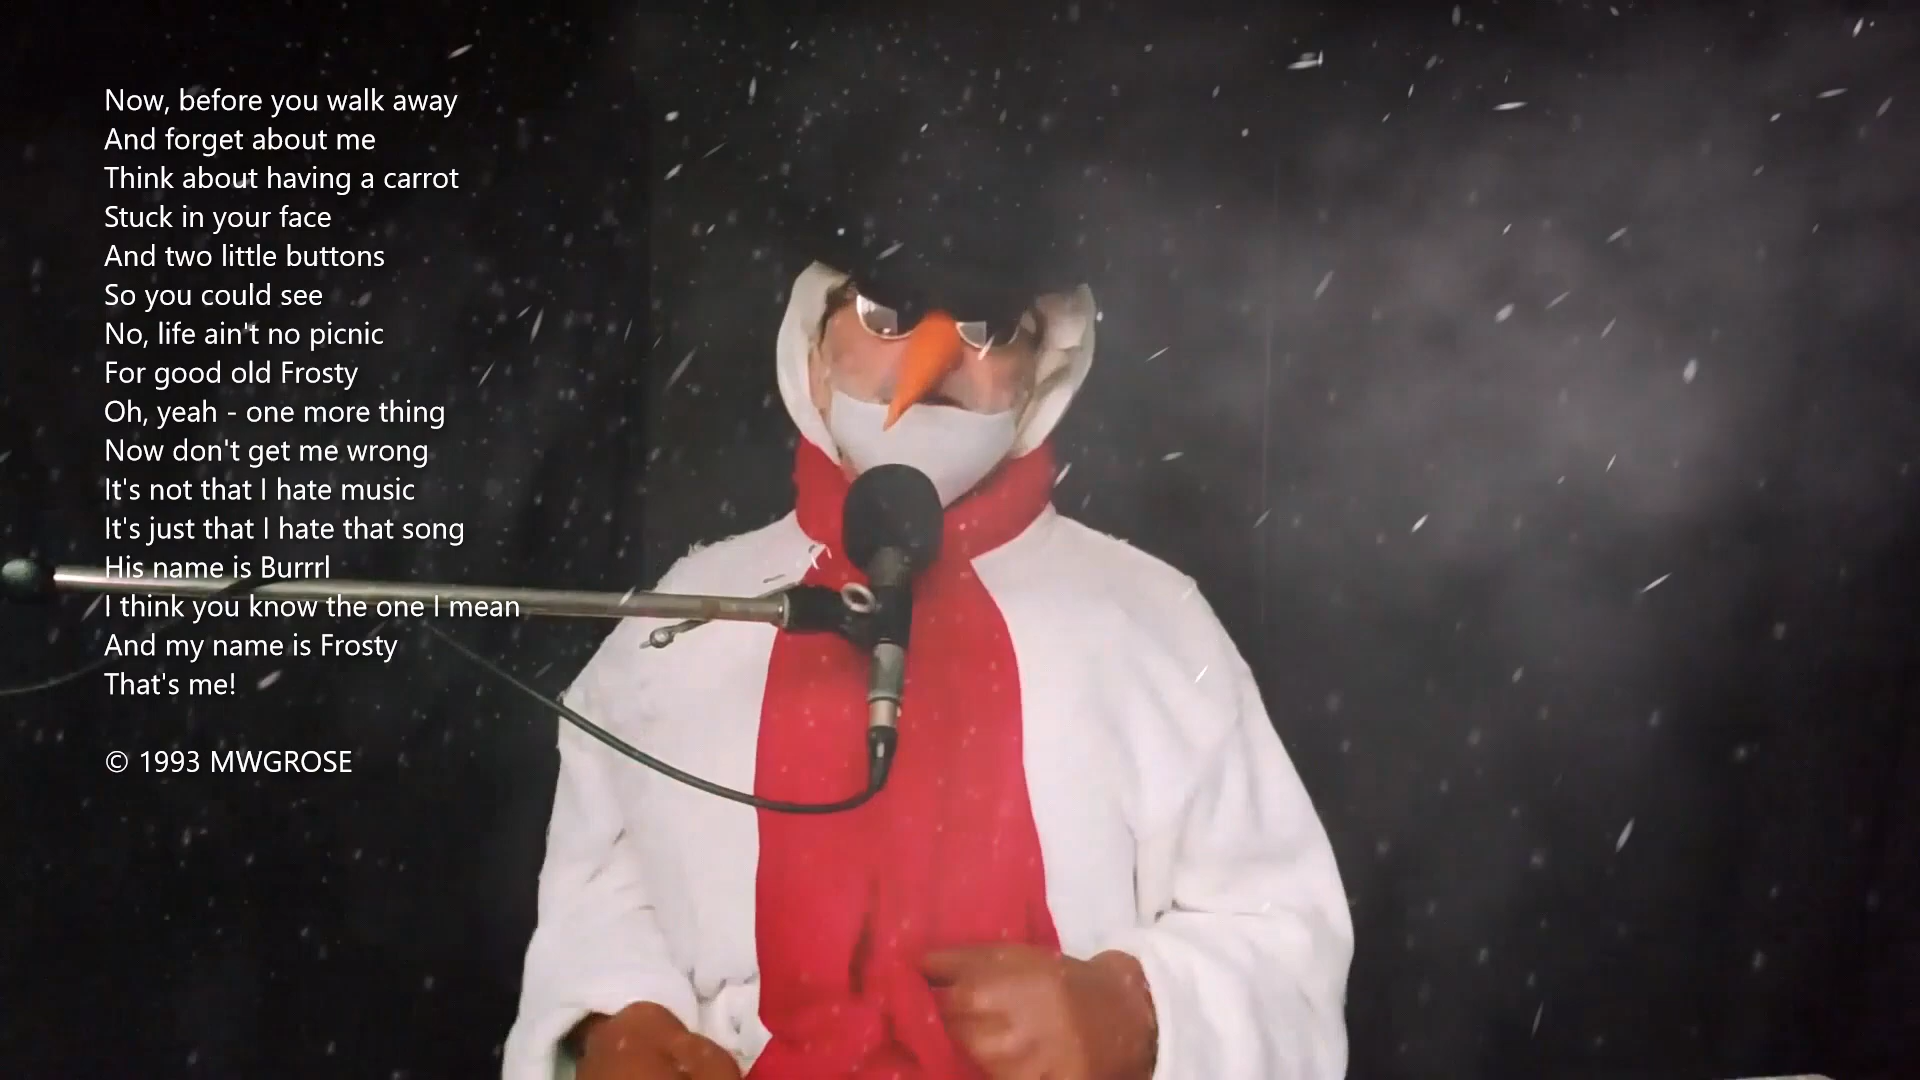 Now, before you walk away
And forget about me
Think about having a carrot
Stuck in your face
And two little buttons
So you could see
No, life ain't no picnic
For good old Frosty
Oh, yeah - one more thing
Now don't get me wrong
It's not that I hate music
It's just that I hate that song
His name is Burrrl
I think you know the one I mean
And my name is Frosty
That's me!
© 1993 MWGROSE